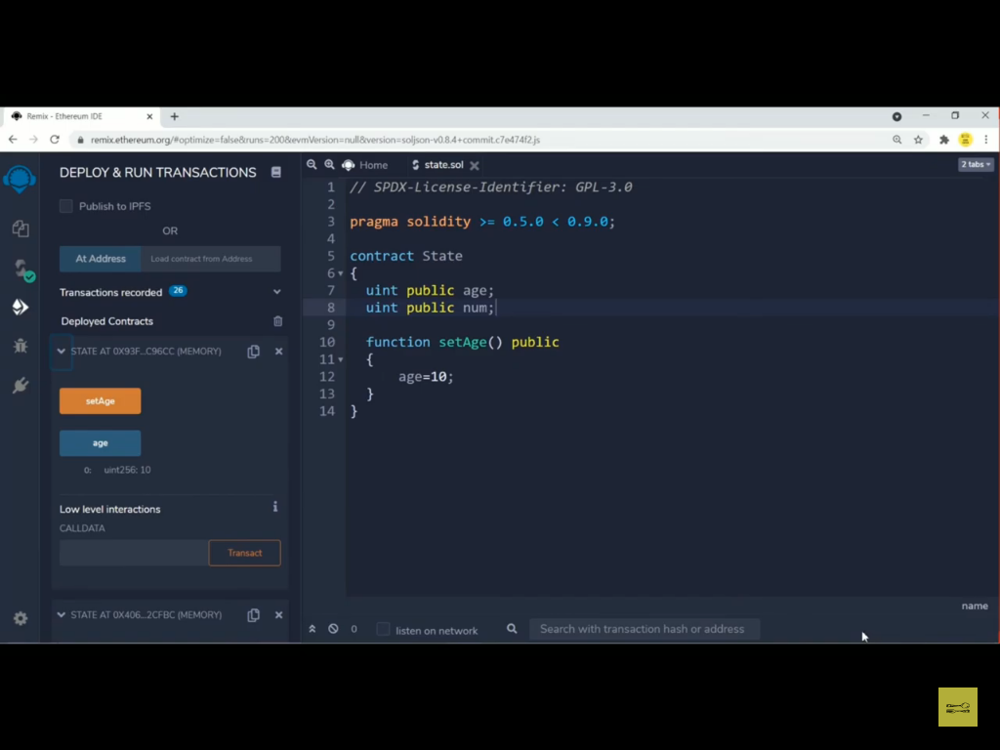 Remix - Ethereum IDE
remix.ethereum.org/#optimize=false&runs=200&evmVersion=null&version=soljson-v0.8.4+commit.c7e474f2.js
DEPLOY & RUN TRANSACTIONS
Publish to IPFS
OR
At Address Load contract from Address
Transactions recorded 26
Deployed Contracts
STATE AT 0X93F...C96CC (MEMORY)
setAge
age
0: uint256: 10
Low level interactions
CALLDATA
Transact
STATE AT 0X406...2CFBC (MEMORY)
Home state.sol 2 tabs
1 // SPDX-License-Identifier: GPL-3.0
2
3 pragma solidity >= 0.5.0 < 0.9.0;
4
5 contract State
6 {
7 uint public age;
8 uint public num;
9
10 function setAge() public
11 {
12 age=10;
13 }
14 }
name
0 listen on network Search with transaction hash or address